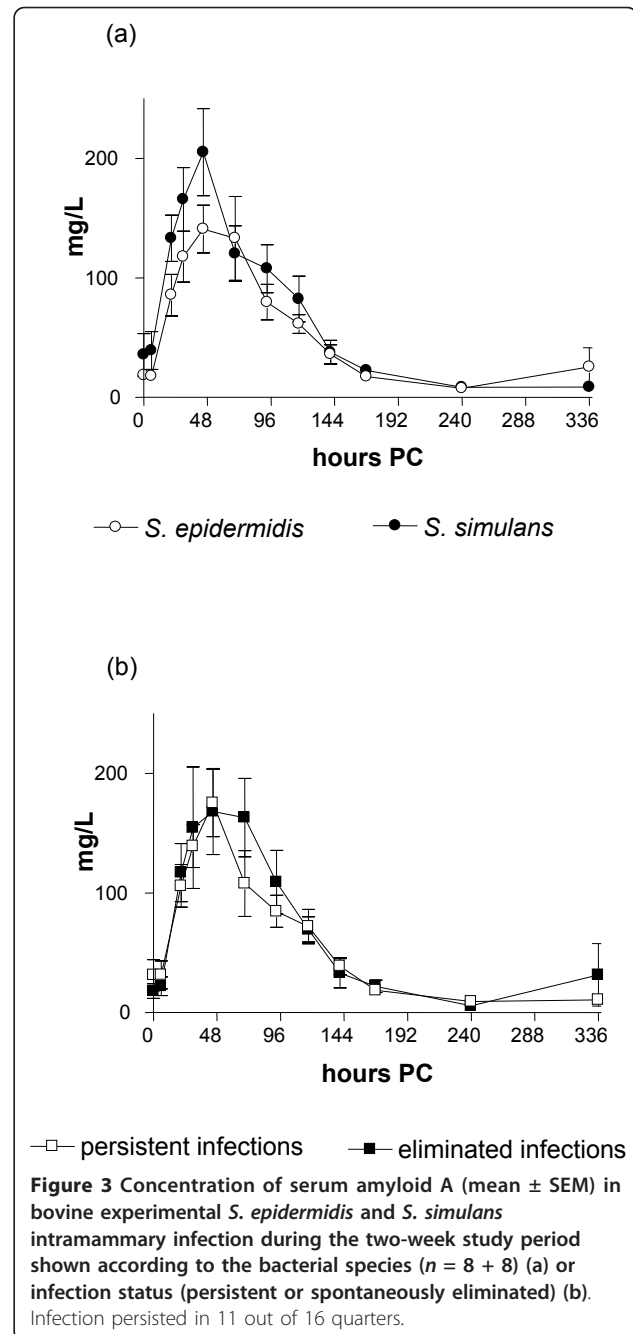 (a)
200
100
0
mg/L
0 48 96 144 192 240 288 336
hours PC
S. epidermidis S. simulans
(b)
200
100
0
mg/L
0 48 96 144 192 240 288 336
hours PC
persistent infections eliminated infections
Figure 3 Concentration of serum amyloid A (mean ± SEM) in
bovine experimental S. epidermidis and S. simulans
intramammary infection during the two-week study period
shown according to the bacterial species (n = 8 + 8) (a) or
infection status (persistent or spontaneously eliminated) (b).
Infection persisted in 11 out of 16 quarters.